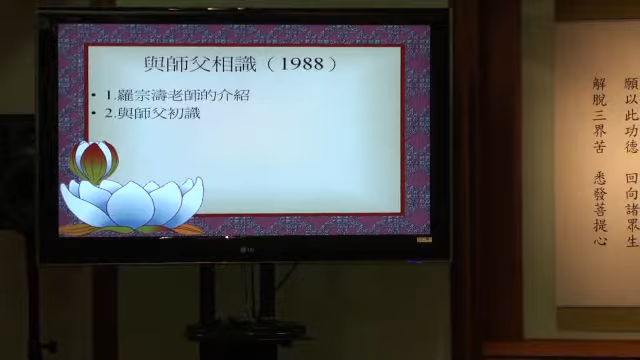 與師父相識（1988）
• 1.羅宗濤老師的介紹
• 2.與師父初識
LG
願以此功德　回向諸眾生
解脫三界苦　悉發菩提心